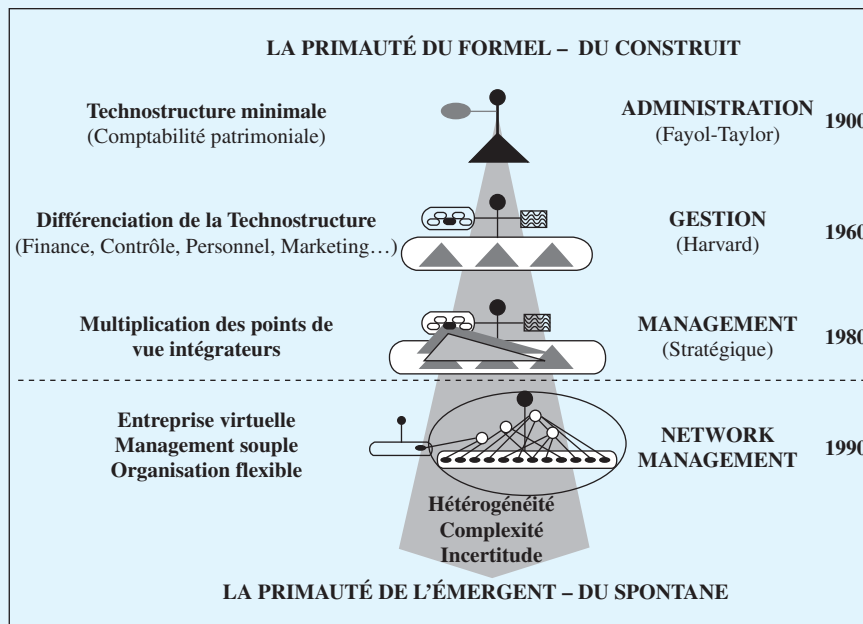 LA PRIMAUTÉ DU FORMEL – DU CONSTRUIT
Technostructure minimale
(Comptabilité patrimoniale)
ADMINISTRATION
(Fayol-Taylor)
1900
Différenciation de la Technostructure
(Finance, Contrôle, Personnel, Marketing…)
GESTION
(Harvard)
1960
Multiplication des points de
vue intégrateurs
MANAGEMENT
(Stratégique)
1980
Entreprise virtuelle
Management souple
Organisation flexible
NETWORK
MANAGEMENT
1990
Hétérogénéité
Complexité
Incertitude
LA PRIMAUTÉ DE L'ÉMERGENT – DU SPONTANE